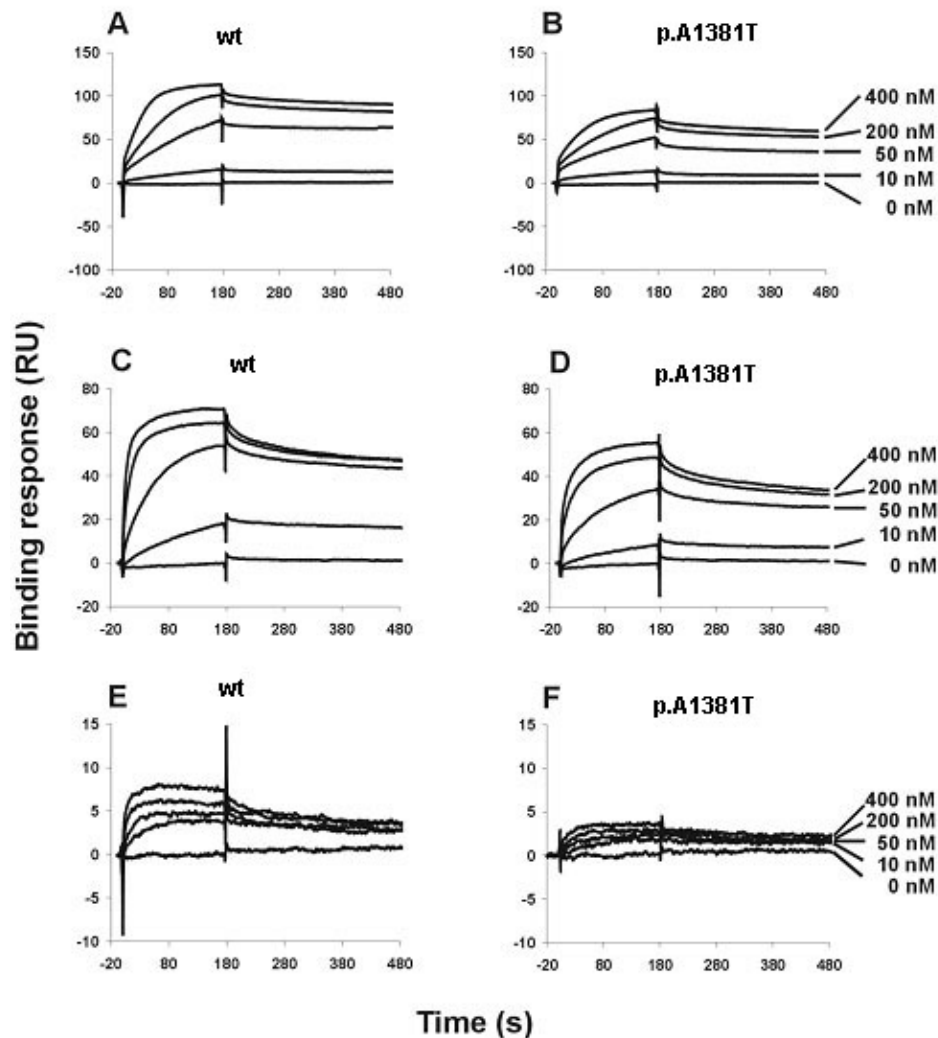 A wt
B p.A1381T
150
100
50
0
-50
-100
-20 80 180 280 380 480
150
100
50
0
-50
-100
-20 80 180 280 380 480
400 nM
200 nM
50 nM
10 nM
0 nM
Binding response (RU)
C wt
D p.A1381T
80
60
40
20
0
-20
-20 80 180 280 380 480
80
60
40
20
0
-20
-20 80 180 280 380 480
400 nM
200 nM
50 nM
10 nM
0 nM
E wt
F p.A1381T
15
10
5
0
-5
-10
-20 80 180 280 380 480
15
10
5
0
-5
-10
-20 80 180 280 380 480
400 nM
200 nM
50 nM
10 nM
0 nM
Time (s)